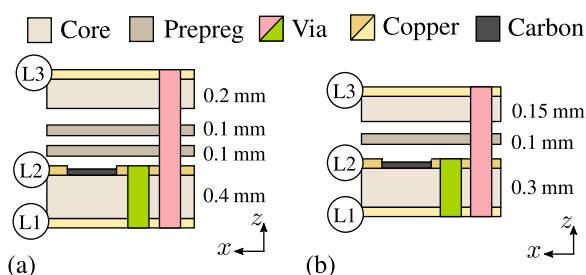 Core Prepreg Via Copper Carbon
L3
0.2 mm
0.1 mm
0.1 mm
L2
0.4 mm
L1
z
x
(a)
L3
0.15 mm
0.1 mm
L2
0.3 mm
L1
z
x
(b)